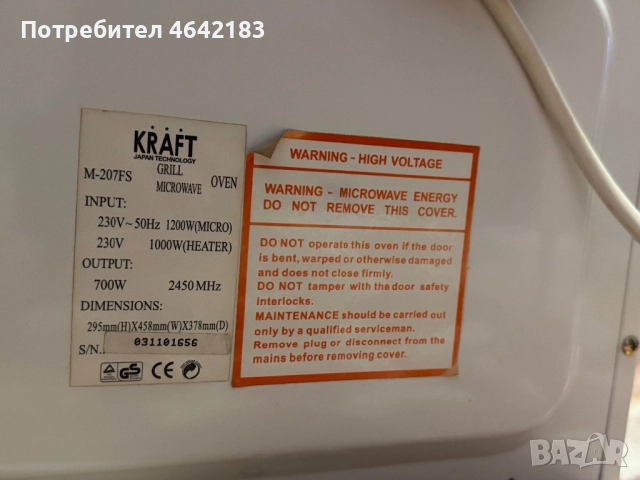 Потребител 4642183
KRAFT
JAPAN TECHNOLOGY
M-207FS GRILL MICROWAVE OVEN
INPUT:
230V~50Hz 1200W(MICRO)
230V 1000W(HEATER)
OUTPUT:
700W 2450MHz
DIMENSIONS:
295mm(H)X458mm(W)X378mm(D)
S/N.: 031101656
GS CE
WARNING - HIGH VOLTAGE
WARNING - MICROWAVE ENERGY
DO NOT REMOVE THIS COVER.
DO NOT operate this oven if the door
is bent, warped or otherwise damaged
and does not close firmly.
DO NOT tamper with the door safety
interlocks.
MAINTENANCE should be carried out
only by a qualified serviceman.
Remove plug or disconnect from the
mains before removing cover.
BAZAR